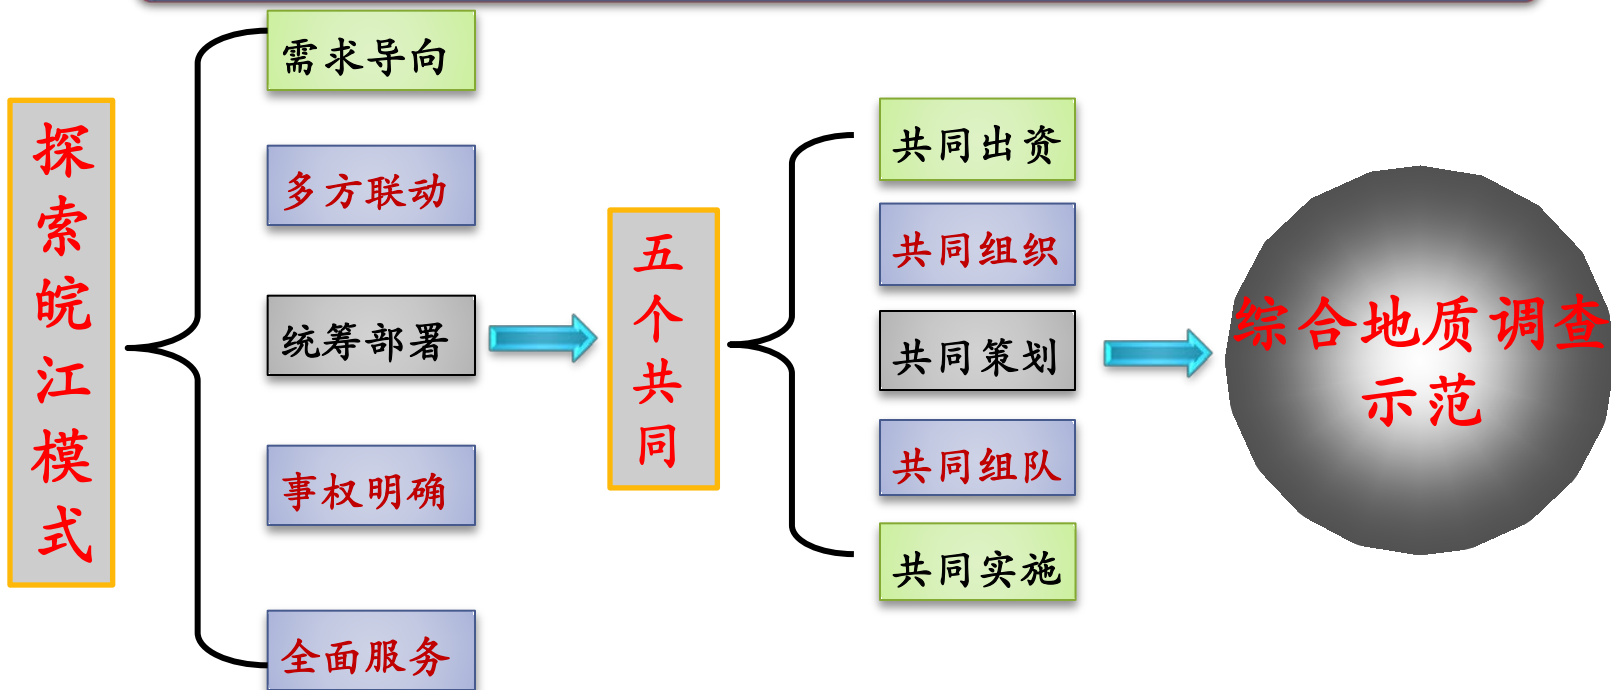 探索皖江模式
需求导向
多方联动
统筹部署
事权明确
全面服务
五个共同
共同出资
共同组织
共同策划
共同组队
共同实施
综合地质调查
示范